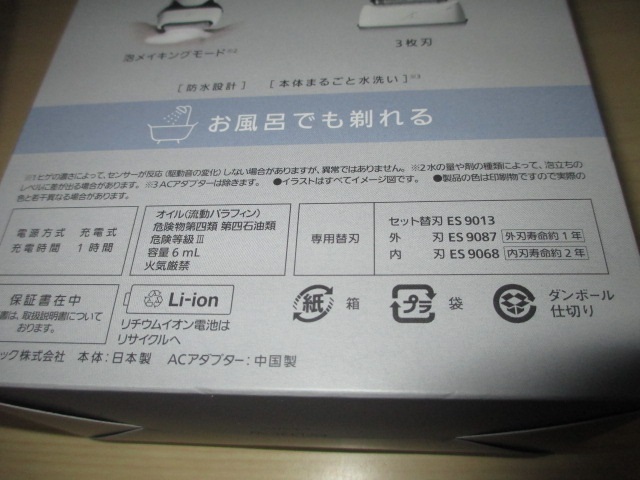 泡メイキングモード※2
3枚刃
[防水設計] [本体まるごと水洗い]※3
お風呂でも剃れる
※1ヒゲの濃さによって、センサーが反応(駆動音の変化)しない場合がありますが、異常ではありません。※2水の量や剤の種類によって、泡立ちの
レベルに差が出る場合があります。※3 ACアダプターは除きます。●イラストはすべてイメージ図です。●製品の色は印刷物ですので実際の
色と若干異なる場合があります。
電源方式 充電式
充電時間 1時間
オイル(流動パラフィン)
危険物第四類 第四石油類
危険等級Ⅲ
容量6mL
火気厳禁
専用替刃
セット替刃 ES9013
外 刃 ES9087 外刃寿命約1年
内 刃 ES9068 内刃寿命約2年
保証書在中
書は、取扱説明書について
おります。
Li-ion
リチウムイオン電池は
リサイクルへ
紙 箱
プラ 袋
ダンボール
仕切り
ック株式会社 本体:日本製 ACアダプター:中国製